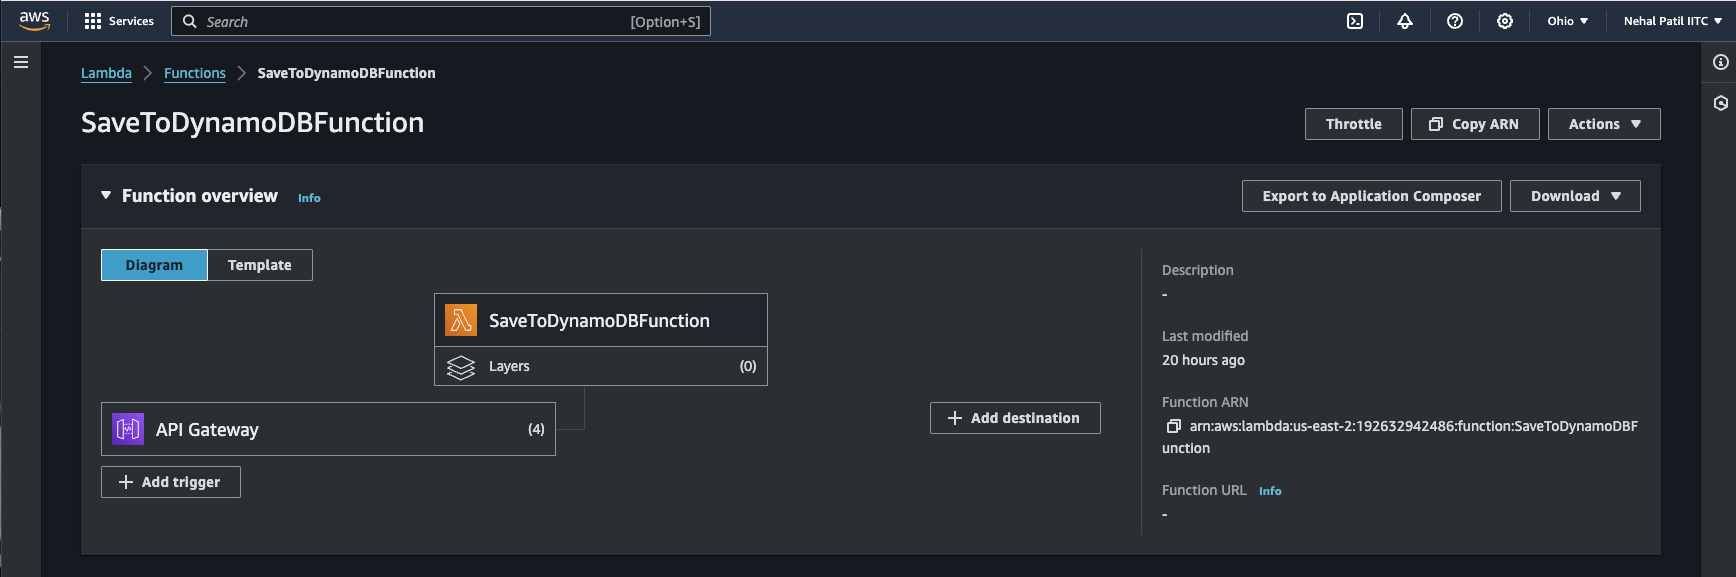 aws
Services
Search
[Option+S]
Ohio
Nehal Patil IITC
Lambda
Functions
SaveToDynamoDBFunction
SaveToDynamoDBFunction
Throttle
Copy ARN
Actions
Function overview
Info
Export to Application Composer
Download
Diagram
Template
SaveToDynamoDBFunction
Layers
(0)
API Gateway
(4)
Add trigger
Add destination
Description
-
Last modified
20 hours ago
Function ARN
arn:aws:lambda:us-east-2:192632942486:function:SaveToDynamoDBF
unction
Function URL
Info
-